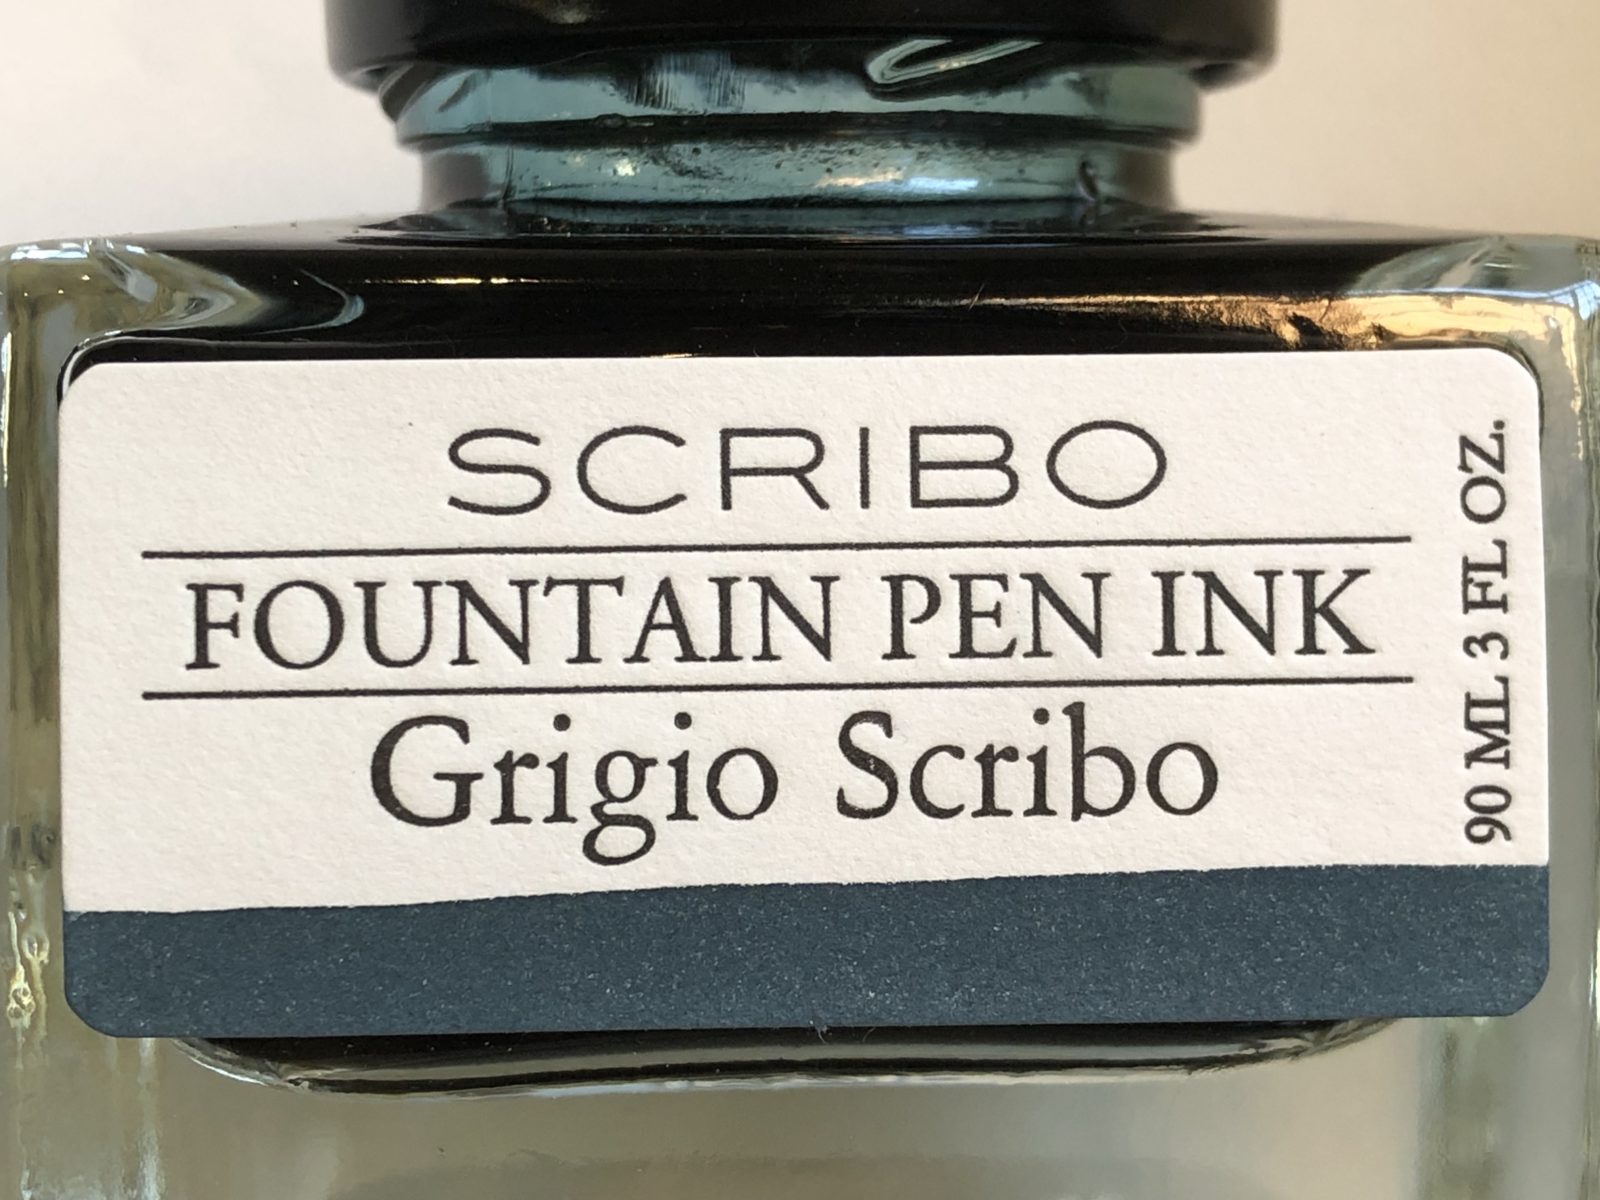 SCRIBO
FOUNTAIN PEN INK
Grigio Scribo
90 ML 3 FL OZ.